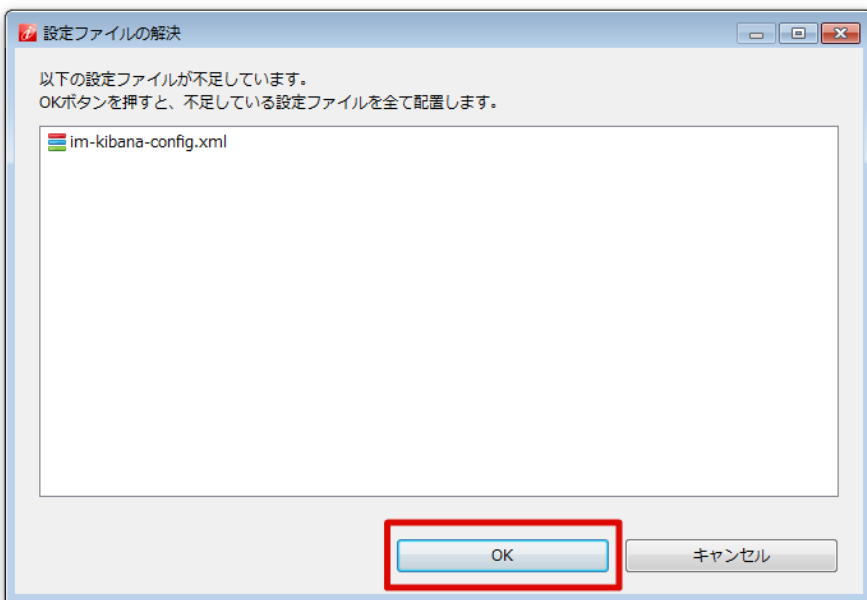 設定ファイルの解決
以下の設定ファイルが不足しています。
OKボタンを押すと、不足している設定ファイルを全て配置します。
im-kibana-config.xml
OK
キャンセル